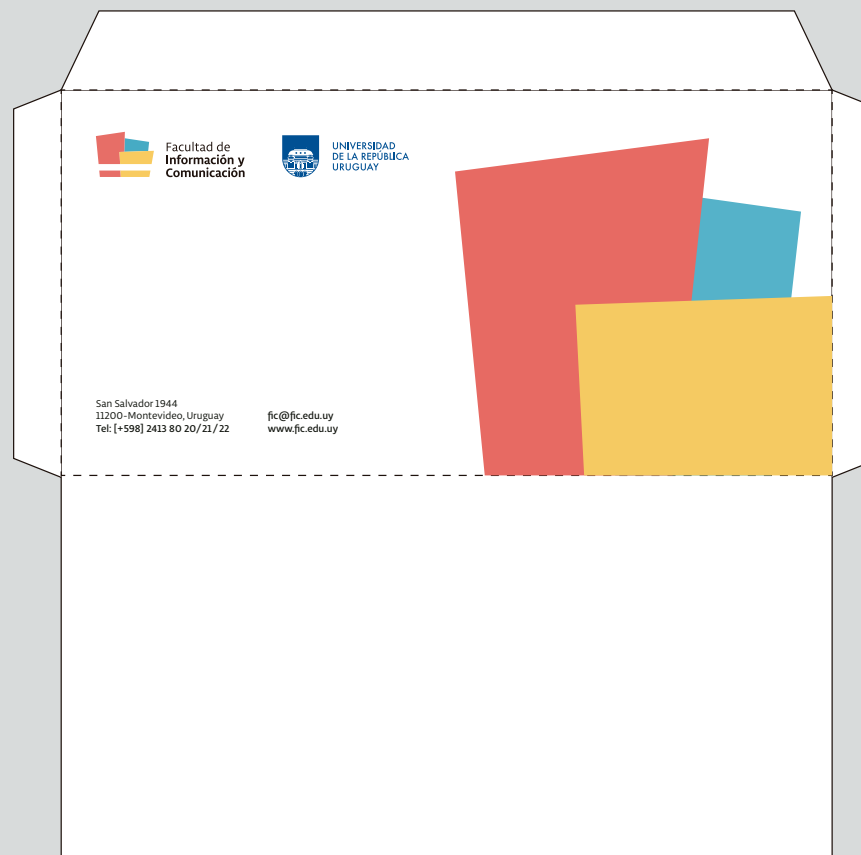 Facultad de
Información y
Comunicación
UNIVERSIDAD
DE LA REPÚBLICA
URUGUAY
San Salvador 1944
11200-Montevideo, Uruguay
Tel: [+598] 2413 80 20/21/22
fic@fic.edu.uy
www.fic.edu.uy